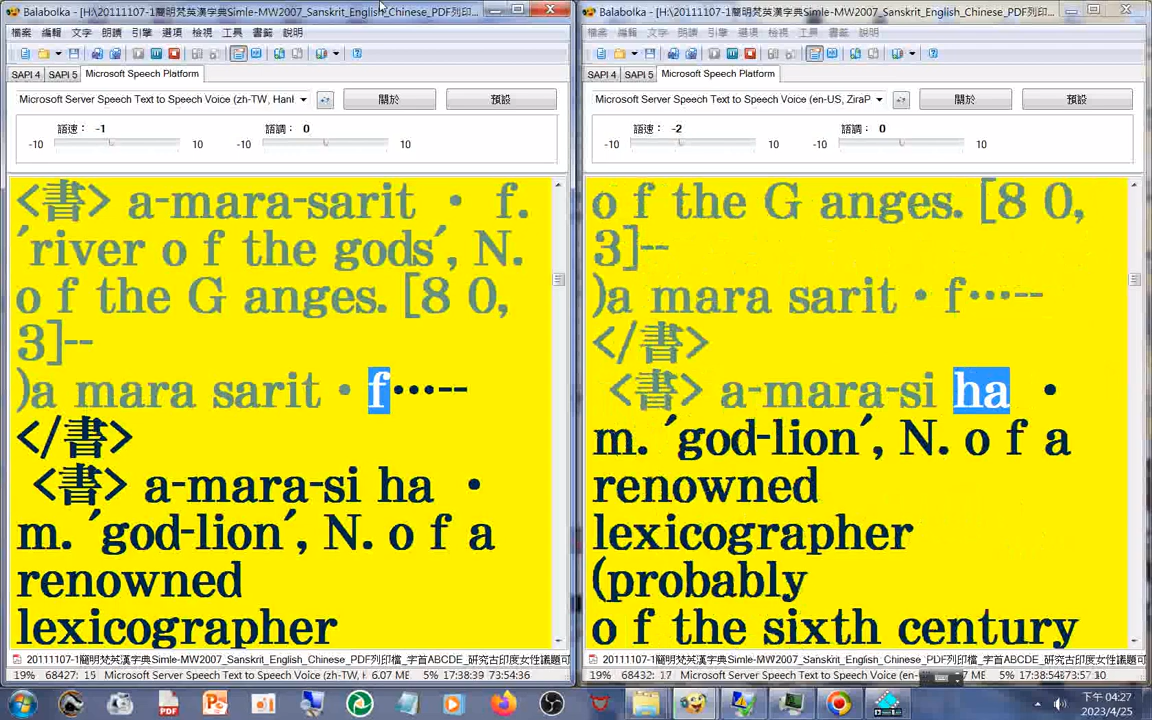 Balabolka - [H:\20111107-1簡明梵英漢字典Simle-MW2007_Sanskrit_English_Chinese_PDF列印...
檔案 編輯 文字 朗讀 引擎 選項 檢視 工具 書籤 說明
SAPI 4 SAPI 5 Microsoft Speech Platform
Microsoft Server Speech Text to Speech Voice (zh-TW, HanH 關於 預設
語速： -1 語調： 0
-10 10 -10 10
<書> a-mara-sarit • f.
´river o f the gods´, N.
o f the G anges. [8 0,
3]--
)a mara sarit • f…--
</書>
<書> a-mara-si ha •
m. ´god-lion´, N. o f a
renowned
lexicographer
20111107-1簡明梵英漢字典Simle-MW2007_Sanskrit_English_Chinese_PDF列印檔_字首ABCDE_研究古印度女性議題可
19% 68427: 15 Microsoft Server Speech Text to Speech Voice (zh-TW, 6.07 MB 5% 17:38:39 73:54:36
Balabolka - [H:\20111107-1簡明梵英漢字典Simle-MW2007_Sanskrit_English_Chinese_PDF列印...
檔案 編輯 文字 朗讀 引擎 選項 檢視 工具 書籤 說明
SAPI 4 SAPI 5 Microsoft Speech Platform
Microsoft Server Speech Text to Speech Voice (en-US, ZiraP 關於 預設
語速： -2 語調： 0
-10 10 -10 10
o f the G anges. [8 0,
3]--
)a mara sarit • f…--
</書>
<書> a-mara-si ha •
m. ´god-lion´, N. o f a
renowned
lexicographer
(probably
o f the sixth century
20111107-1簡明梵英漢字典Simle-MW2007_Sanskrit_English_Chinese_PDF列印檔_字首ABCDE_研究古印度女性議題可
19% 68432: 17 Microsoft Server Speech Text to Speech Voice (en-US, 5% 17:38:54
下午 04:27
2023/4/25